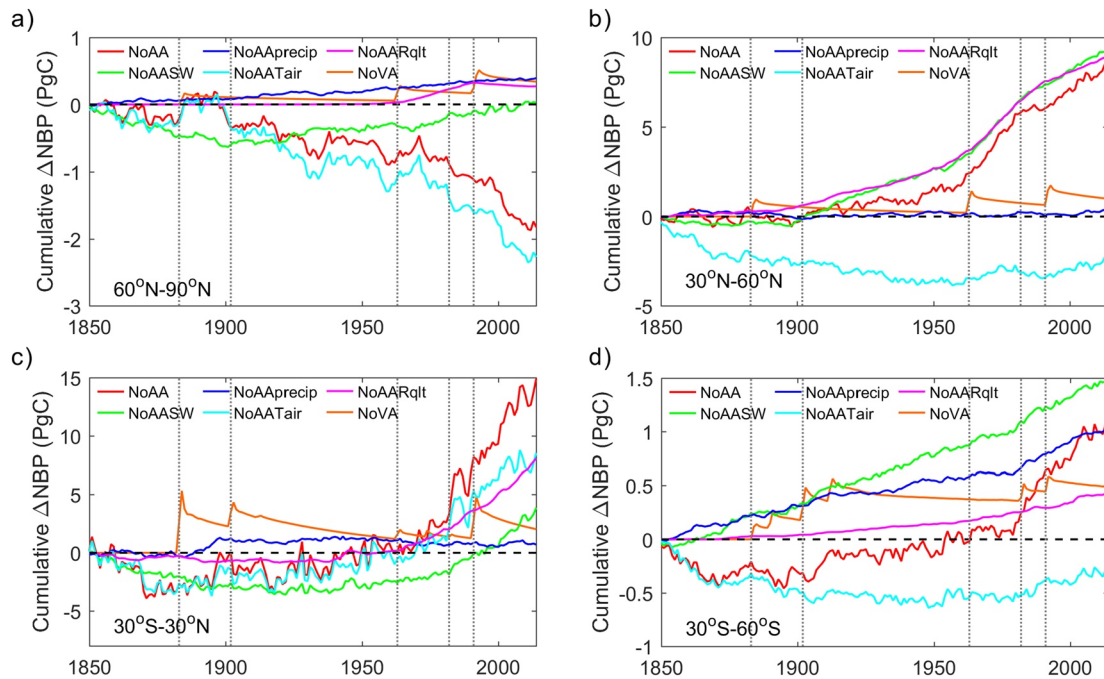 a)
Cumulative ΔNBP (PgC)
1
0
-1
-2
-3
NoAA NoAAprecip NoAARqlt
NoAASW NoAATair NoVA
60°N-90°N
1850 1900 1950 2000
b)
Cumulative ΔNBP (PgC)
10
5
0
-5
NoAA NoAAprecip NoAARqlt
NoAASW NoAATair NoVA
30°N-60°N
1850 1900 1950 2000
c)
Cumulative ΔNBP (PgC)
15
10
5
0
-5
NoAA NoAAprecip NoAARqlt
NoAASW NoAATair NoVA
30°S-30°N
1850 1900 1950 2000
d)
Cumulative ΔNBP (PgC)
1.5
1
0.5
0
-0.5
-1
NoAA NoAAprecip NoAARqlt
NoAASW NoAATair NoVA
30°S-60°S
1850 1900 1950 2000